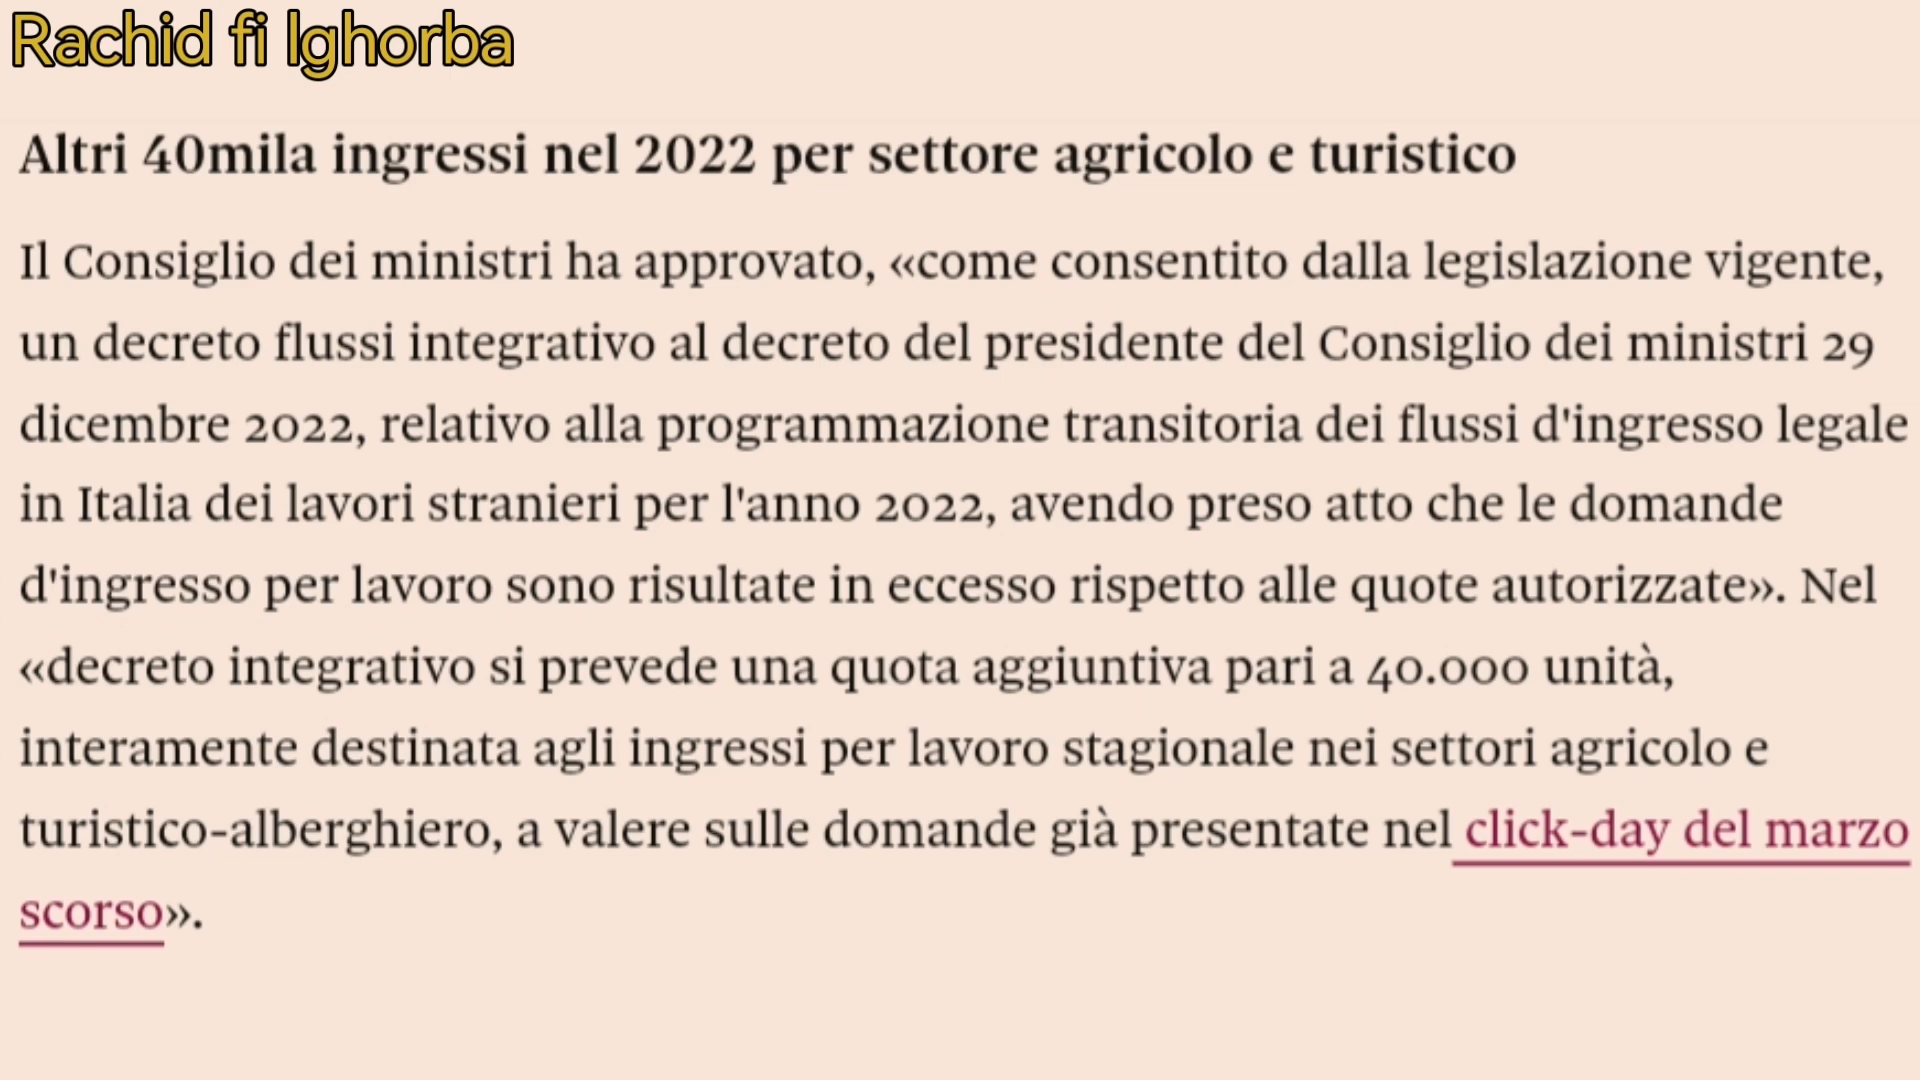 Rachid fi lghorba
Altri 40mila ingressi nel 2022 per settore agricolo e turistico
Il Consiglio dei ministri ha approvato, «come consentito dalla legislazione vigente,
un decreto flussi integrativo al decreto del presidente del Consiglio dei ministri 29
dicembre 2022, relativo alla programmazione transitoria dei flussi d'ingresso legale
in Italia dei lavori stranieri per l'anno 2022, avendo preso atto che le domande
d'ingresso per lavoro sono risultate in eccesso rispetto alle quote autorizzate». Nel
«decreto integrativo si prevede una quota aggiuntiva pari a 40.000 unità,
interamente destinata agli ingressi per lavoro stagionale nei settori agricolo e
turistico-alberghiero, a valere sulle domande già presentate nel click-day del marzo
scorso».